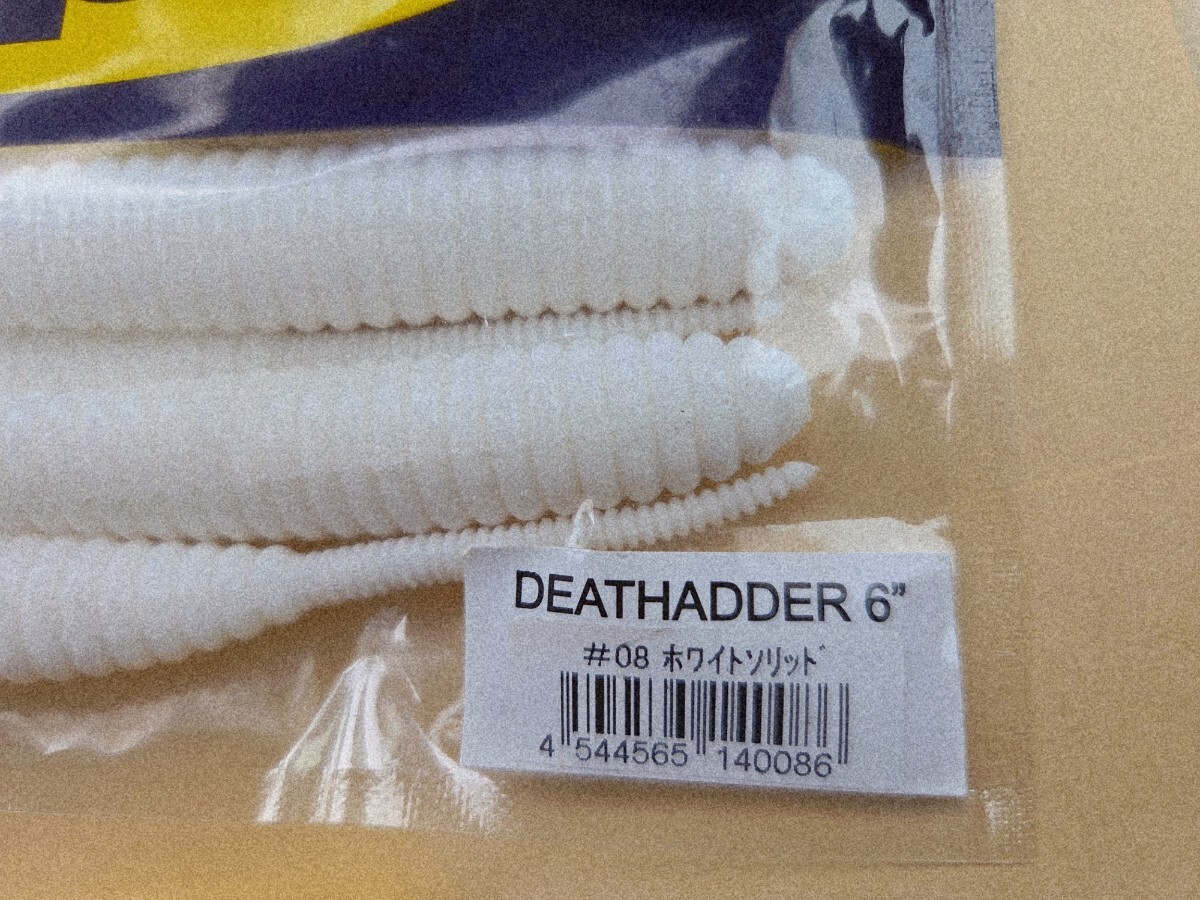 DEATHADDER 6”
#08 ﾎﾜｲﾄｿﾘｯﾄﾞ
4 544565 140086